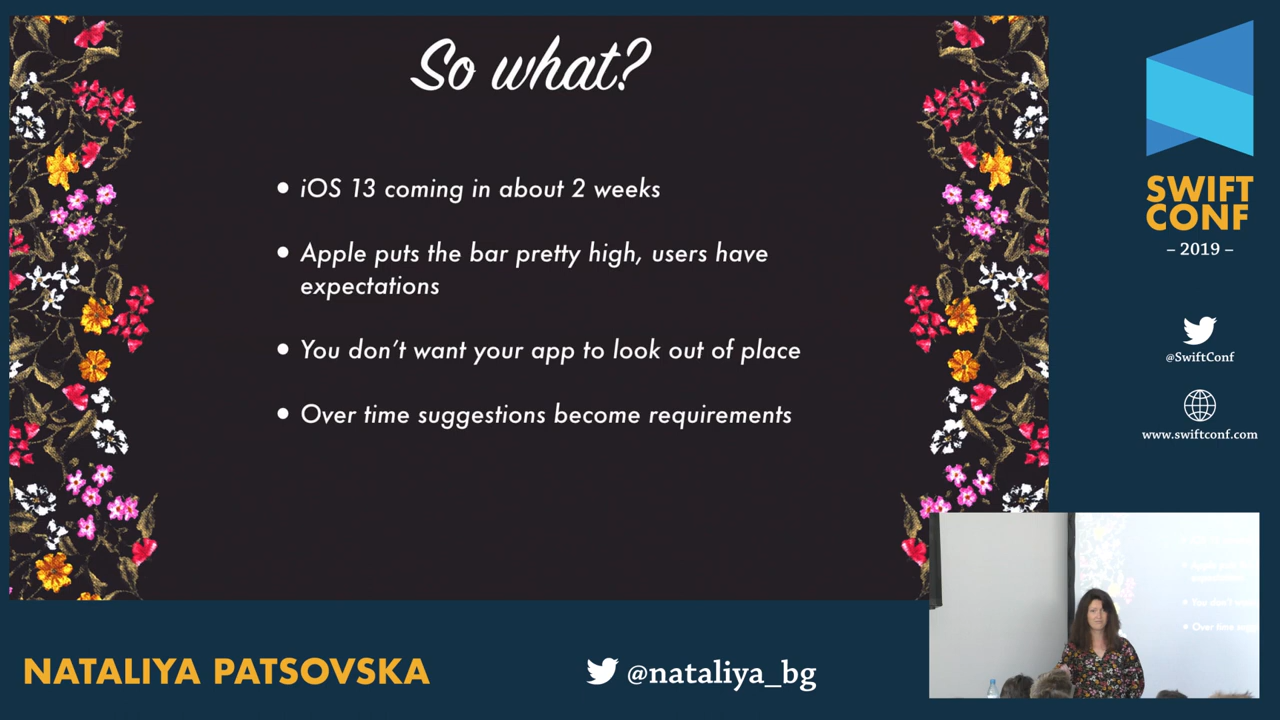 So what?
• iOS 13 coming in about 2 weeks
• Apple puts the bar pretty high, users have
expectations
• You don’t want your app to look out of place
• Over time suggestions become requirements
SWIFT
CONF
– 2019 –
@SwiftConf
www.swiftconf.com
NATALIYA PATSOVSKA
@nataliya_bg